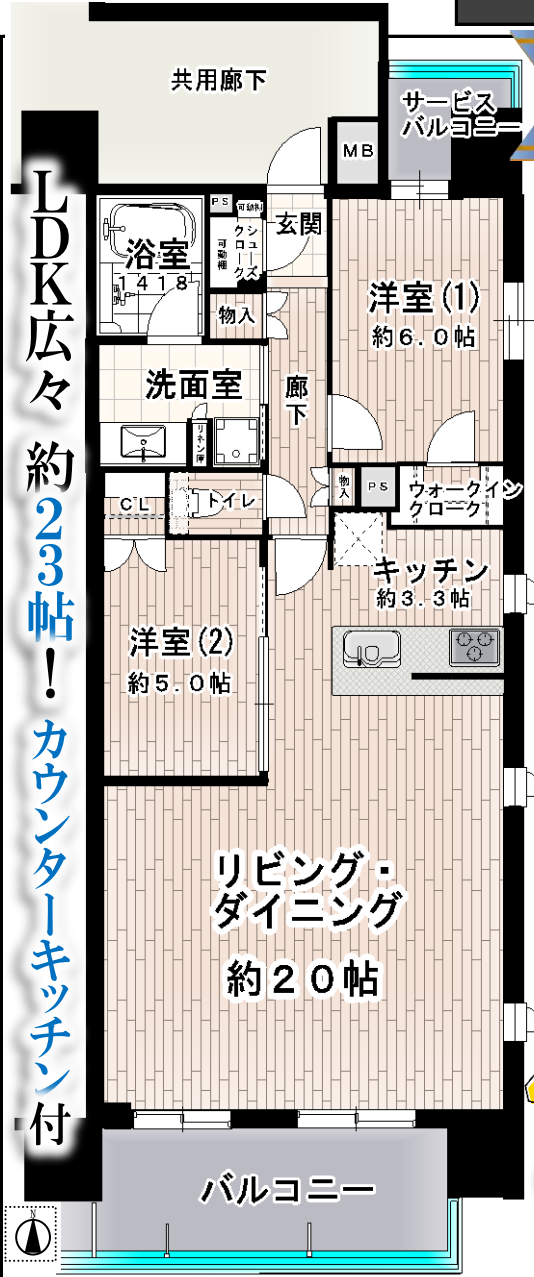 共用廊下
サービス
バルコニー
MB
LDK広々 約23帖！カウンターキッチン付
PS
可動棚
シューズ
クローク
可動棚
玄関
浴室
1418
物入
洋室(1)
約6.0帖
洗面室
廊下
リネン庫
CL
トイレ
物入
PS
ウォークイン
クローク
キッチン
約3.3帖
洋室(2)
約5.0帖
リビング・
ダイニング
約20帖
バルコニー
N